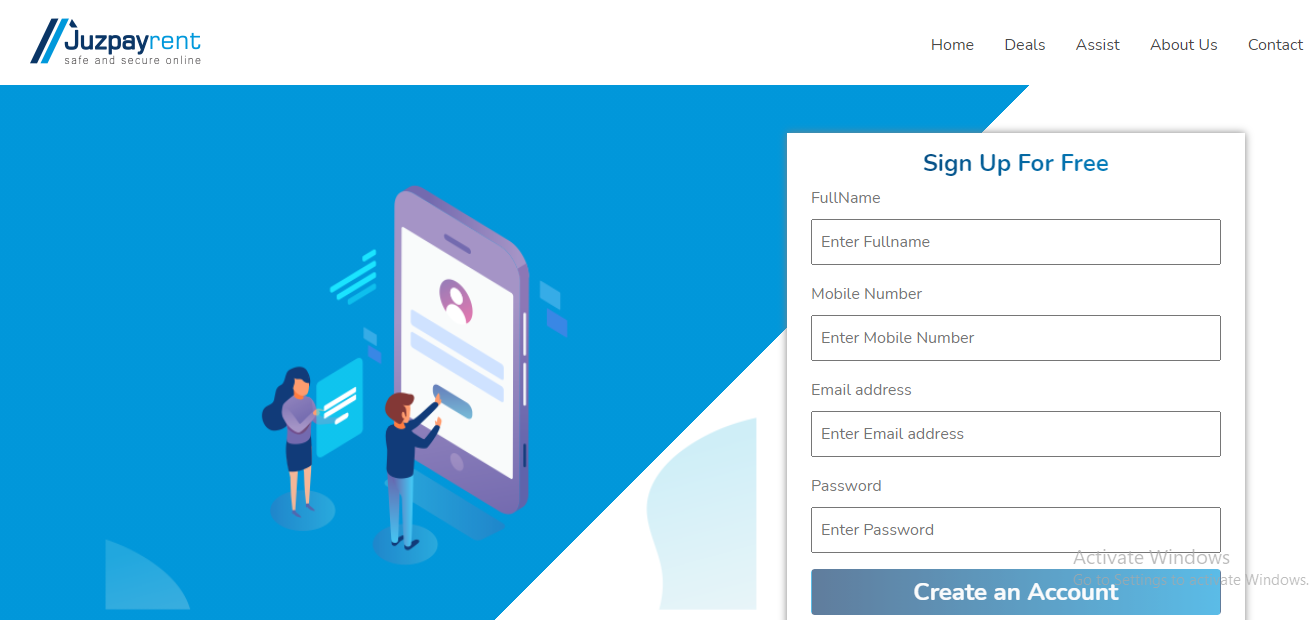 Juzpayrent
safe and secure online
Home Deals Assist About Us Contact
Sign Up For Free
FullName
Enter Fullname
Mobile Number
Enter Mobile Number
Email address
Enter Email address
Password
Enter Password
Activate Windows
Go to Settings to activate Windows.
Create an Account